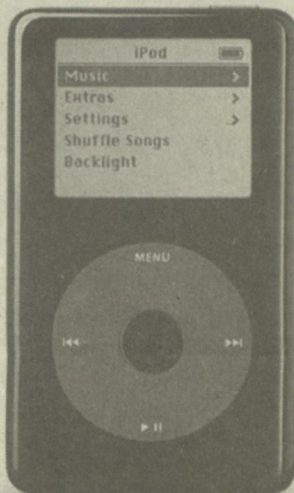 iPod
Music >
Extras >
Settings >
Shuffle Songs
Backlight
MENU